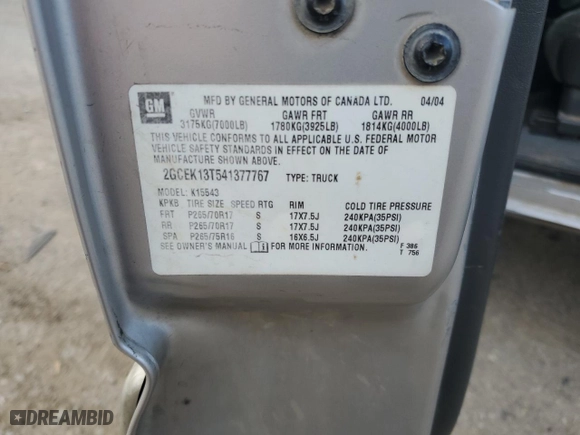 GM
MFD BY GENERAL MOTORS OF CANADA LTD. 04/04
GVWR GAWR FRT GAWR RR
3175KG(7000LB) 1780KG(3925LB) 1814KG(4000LB)
THIS VEHICLE CONFORMS TO ALL APPLICABLE U.S. FEDERAL MOTOR
VEHICLE SAFETY STANDARDS IN EFFECT ON THE DATE OF
MANUFACTURE SHOWN ABOVE.
2GCEK13T541377767 TYPE: TRUCK
MODEL: K15543
KPKB TIRE SIZE SPEED RTG RIM COLD TIRE PRESSURE
FRT P265/70R17 S 17X7.5J 240KPA(35PSI)
RR P265/70R17 S 17X7.5J 240KPA(35PSI)
SPA P265/75R16 S 16X6.5J 240KPA(35PSI)
SEE OWNER'S MANUAL FOR MORE INFORMATION.
F 386
T 756
DREAMBID